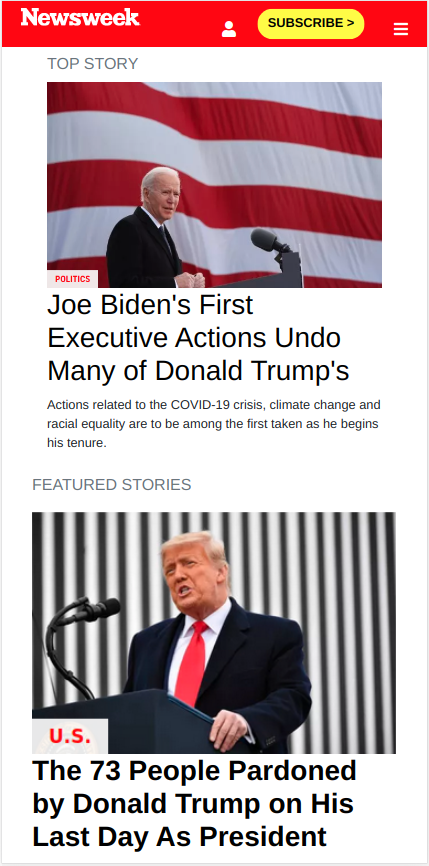 Newsweek
SUBSCRIBE >
TOP STORY
POLITICS
Joe Biden's First
Executive Actions Undo
Many of Donald Trump's
Actions related to the COVID-19 crisis, climate change and
racial equality are to be among the first taken as he begins
his tenure.
FEATURED STORIES
U.S.
The 73 People Pardoned
by Donald Trump on His
Last Day As President